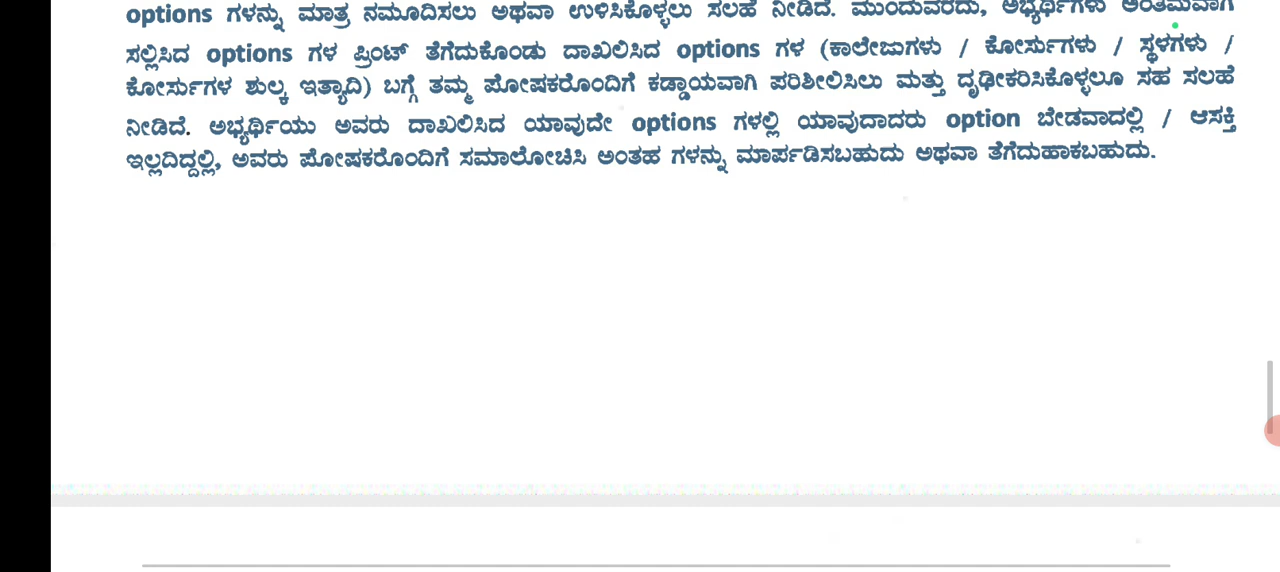 options ಗಳನ್ನು ಮಾತ್ರ ನಮೂದಿಸಲು ಅಥವಾ ಉಳಿಸಿಕೊಳ್ಳಲು ಸಲಹೆ ನೀಡಿದೆ. ಮುಂದುವರೆದು, ಅಭ್ಯರ್ಥಿಗಳು ಅಂತಿಮವಾಗಿ
ಸಲ್ಲಿಸಿದ options ಗಳ ಪ್ರಿಂಟ್ ತೆಗೆದುಕೊಂಡು ದಾಖಲಿಸಿದ options ಗಳ (ಕಾಲೇಜುಗಳು / ಕೋರ್ಸುಗಳು / ಸ್ಥಳಗಳು /
ಕೋರ್ಸುಗಳ ಶುಲ್ಕ ಇತ್ಯಾದಿ) ಬಗ್ಗೆ ತಮ್ಮ ಪೋಷಕರೊಂದಿಗೆ ಕಡ್ಡಾಯವಾಗಿ ಪರಿಶೀಲಿಸಿಲು ಮತ್ತು ದೃಢೀಕರಿಸಿಕೊಳ್ಳಲೂ ಸಹ ಸಲಹೆ
ನೀಡಿದೆ. ಅಭ್ಯರ್ಥಿಯು ಅವರು ದಾಖಲಿಸಿದ ಯಾವುದೇ options ಗಳಲ್ಲಿ ಯಾವುದಾದರು option ಬೇಡವಾದಲ್ಲಿ / ಆಸಕ್ತಿ
ಇಲ್ಲದಿದ್ದಲ್ಲಿ, ಅವರು ಪೋಷಕರೊಂದಿಗೆ ಸಮಾಲೋಚಿಸಿ ಅಂತಹ ಗಳನ್ನು ಮಾರ್ಪಡಿಸಬಹುದು ಅಥವಾ ತೆಗೆದುಹಾಕಬಹುದು.